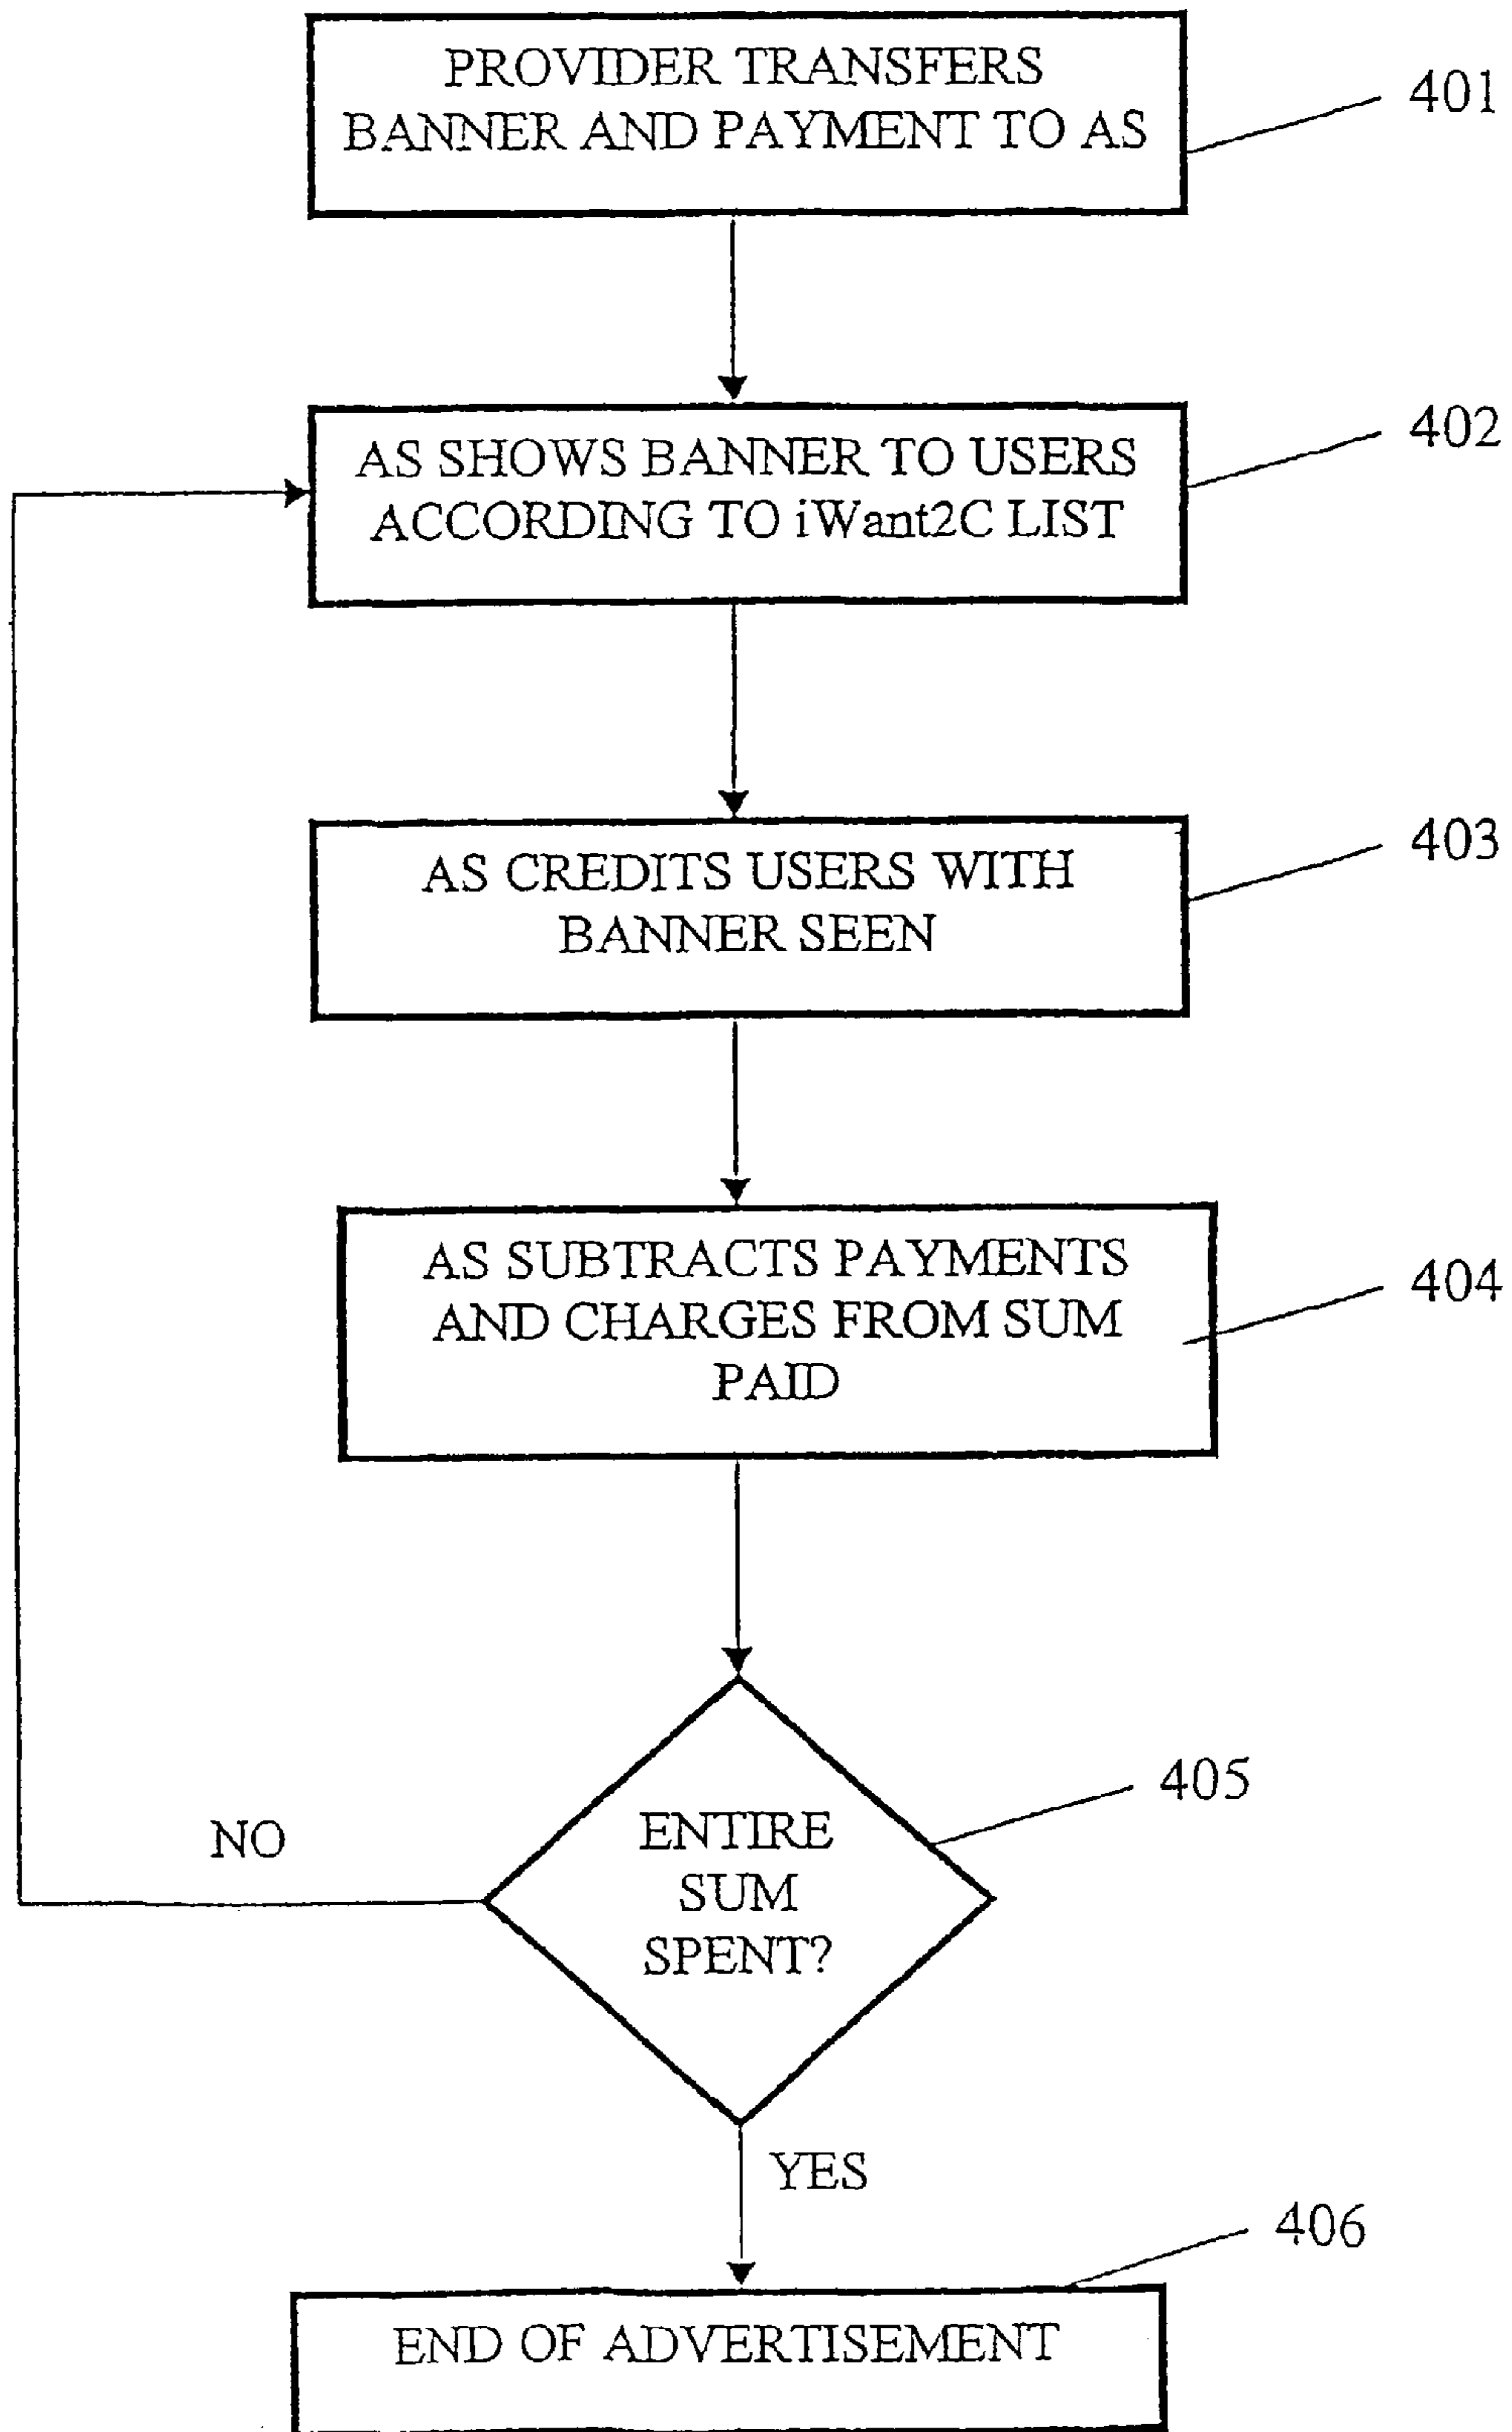 PROVIDER TRANSFERS
BANNER AND PAYMENT TO AS
401
AS SHOWS BANNER TO USERS
ACCORDING TO iWant2C LIST
402
AS CREDITS USERS WITH
BANNER SEEN
403
AS SUBTRACTS PAYMENTS
AND CHARGES FROM SUM
PAID
404
ENTIRE
SUM
SPENT?
405
NO
YES
406
END OF ADVERTISEMENT